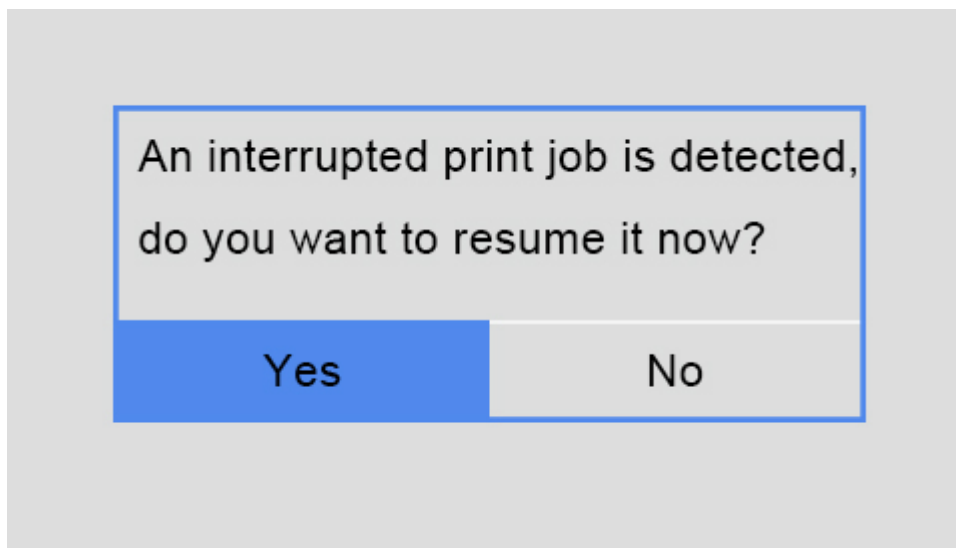 An interrupted print job is detected,
do you want to resume it now?
Yes No